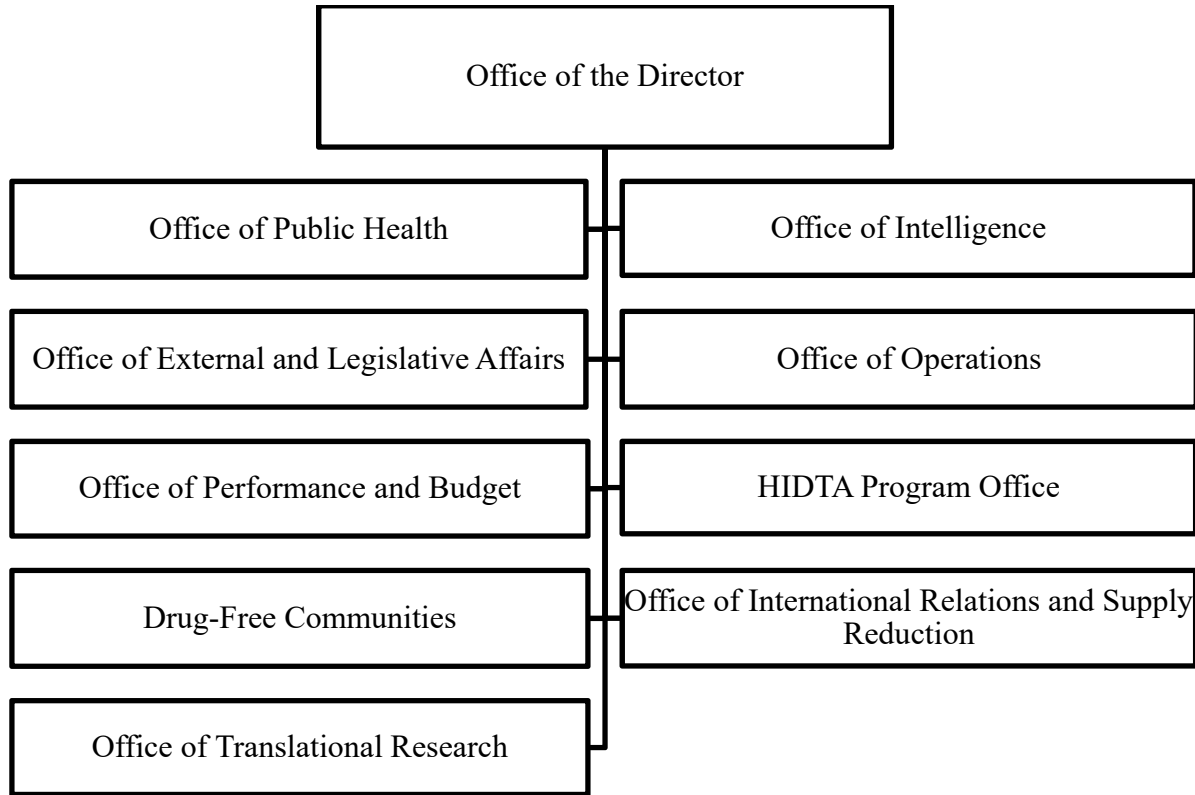 Office of the Director
Office of Public Health
Office of Intelligence
Office of External and Legislative Affairs
Office of Operations
Office of Performance and Budget
HIDTA Program Office
Drug-Free Communities
Office of International Relations and Supply
Reduction
Office of Translational Research